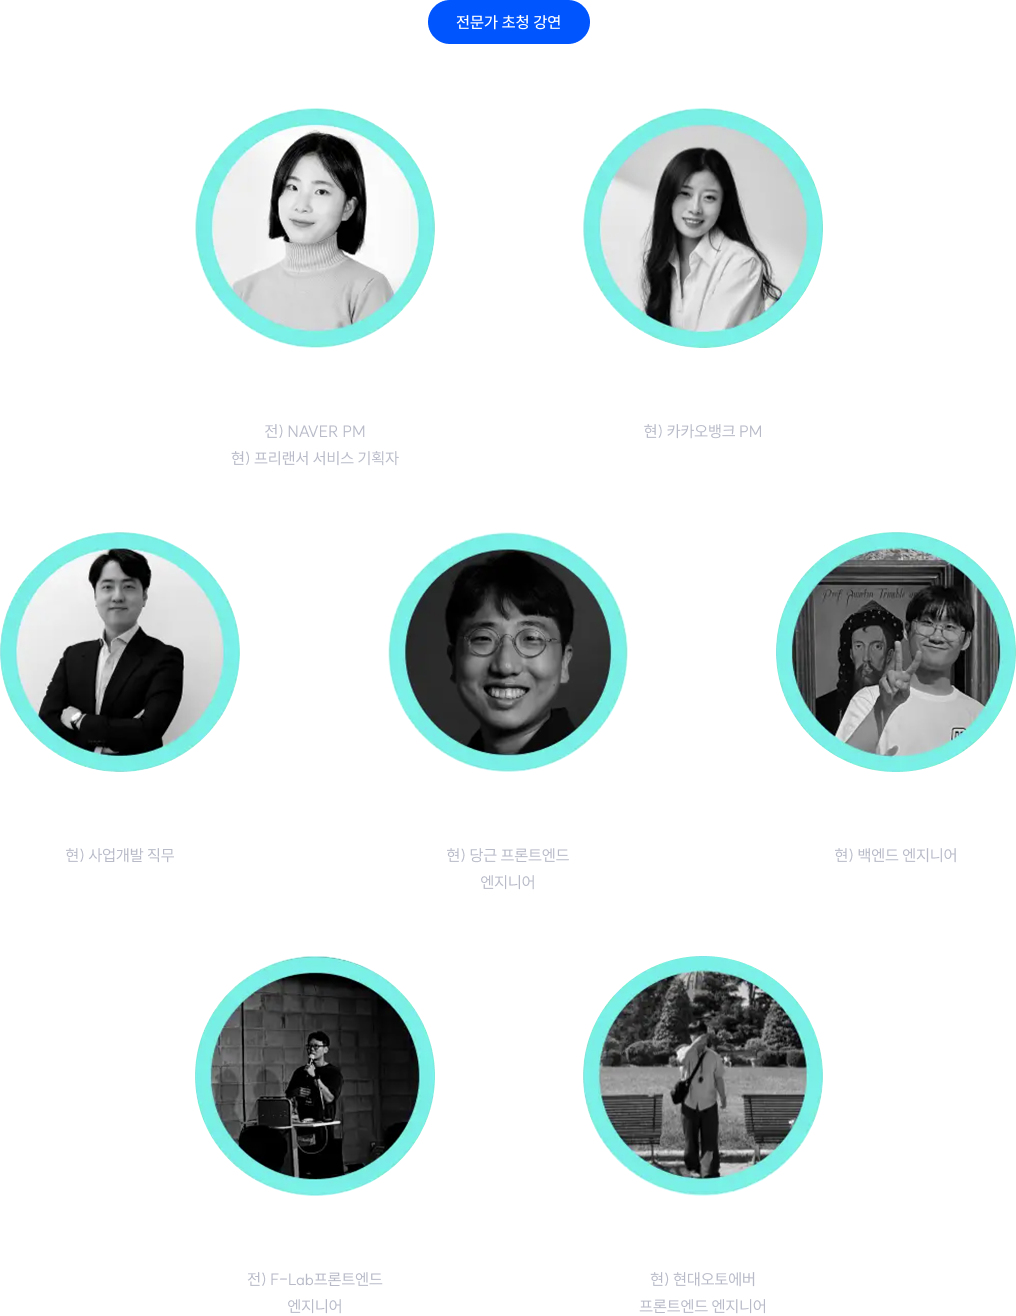 전문가 초청 강연
전) NAVER PM
현) 프리랜서 서비스 기획자
현) 카카오뱅크 PM
Prof Quintin Trimble
현) 사업개발 직무
현) 당근 프론트엔드
엔지니어
현) 백엔드 엔지니어
전) F-Lab프론트엔드
엔지니어
현) 현대오토에버
프론트엔드 엔지니어